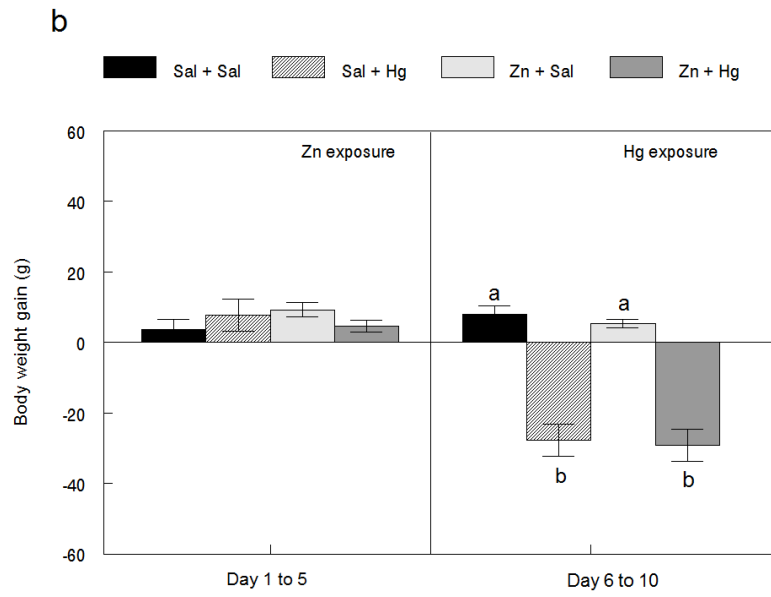 b
Sal + Sal Sal + Hg Zn + Sal Zn + Hg
Zn exposure Hg exposure
60
40
20
0
-20
-40
-60
Body weight gain (g)
a a
b b
Day 1 to 5 Day 6 to 10